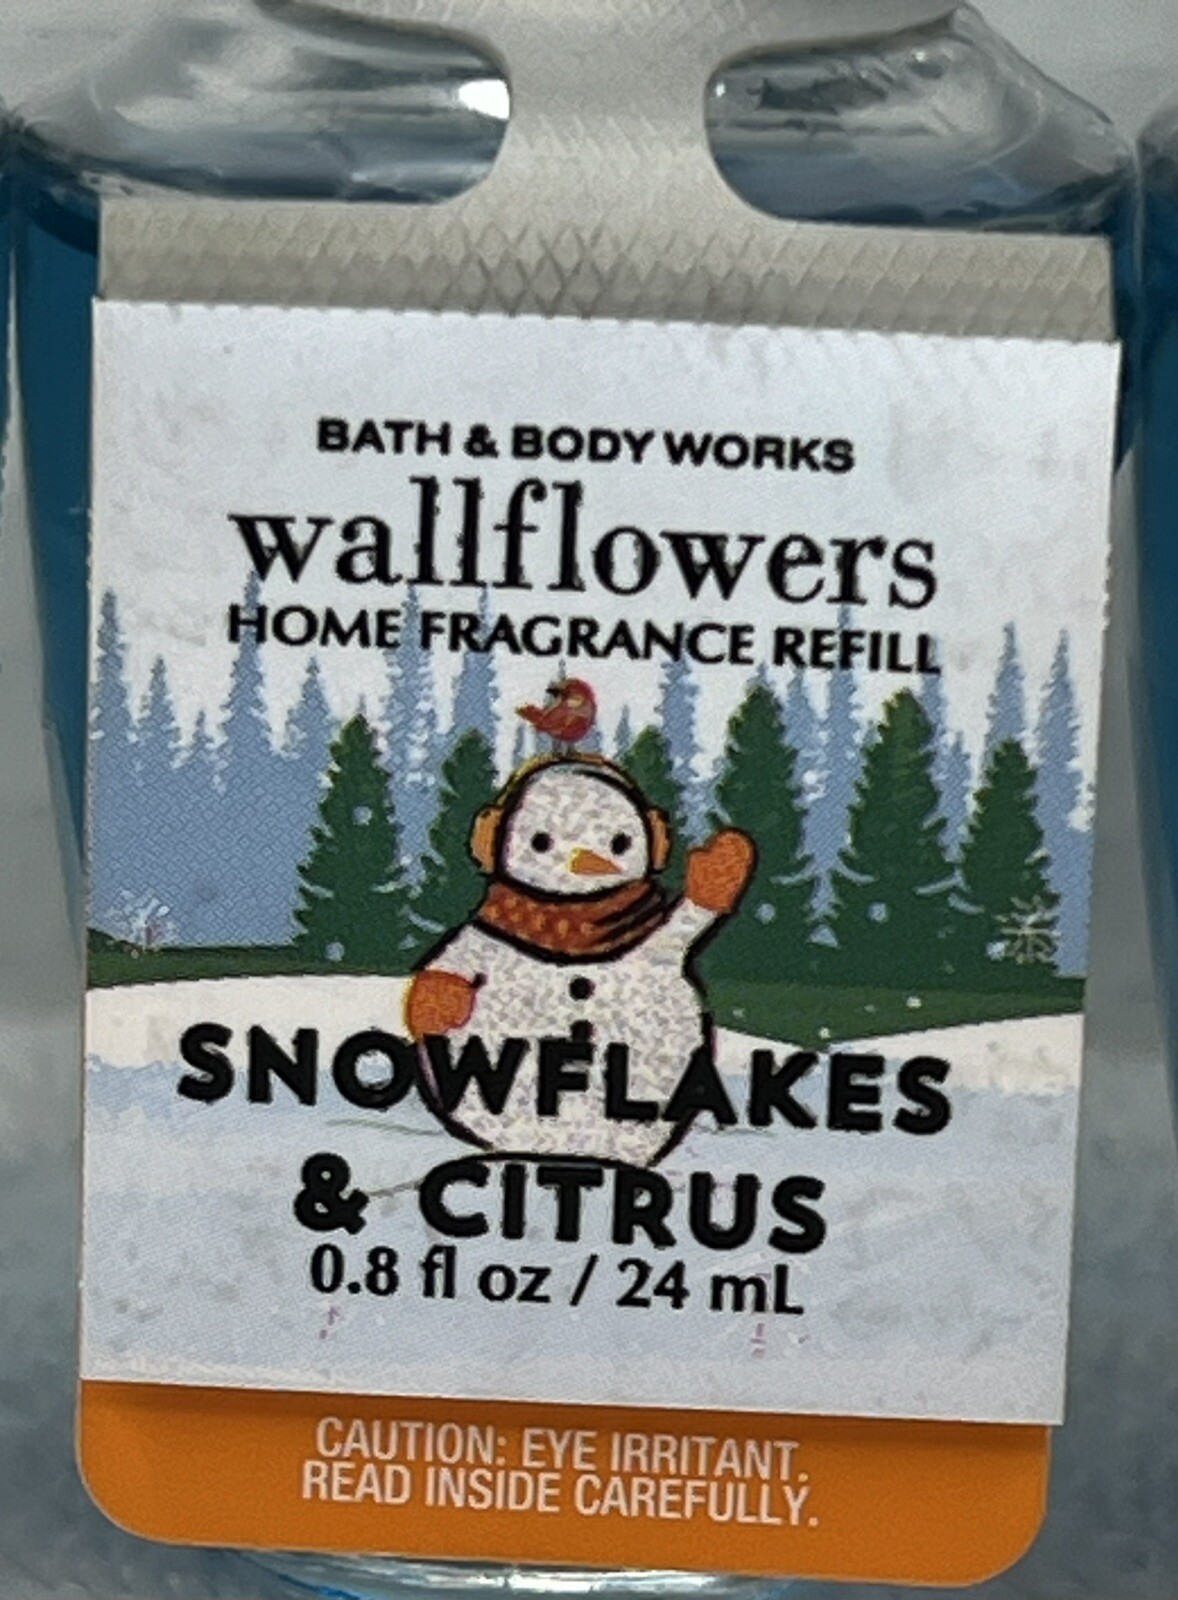 BATH & BODY WORKS
wallflowers
HOME FRAGRANCE REFILL
SNOWFLAKES
& CITRUS
0.8 fl oz / 24 mL
CAUTION: EYE IRRITANT.
READ INSIDE CAREFULLY.